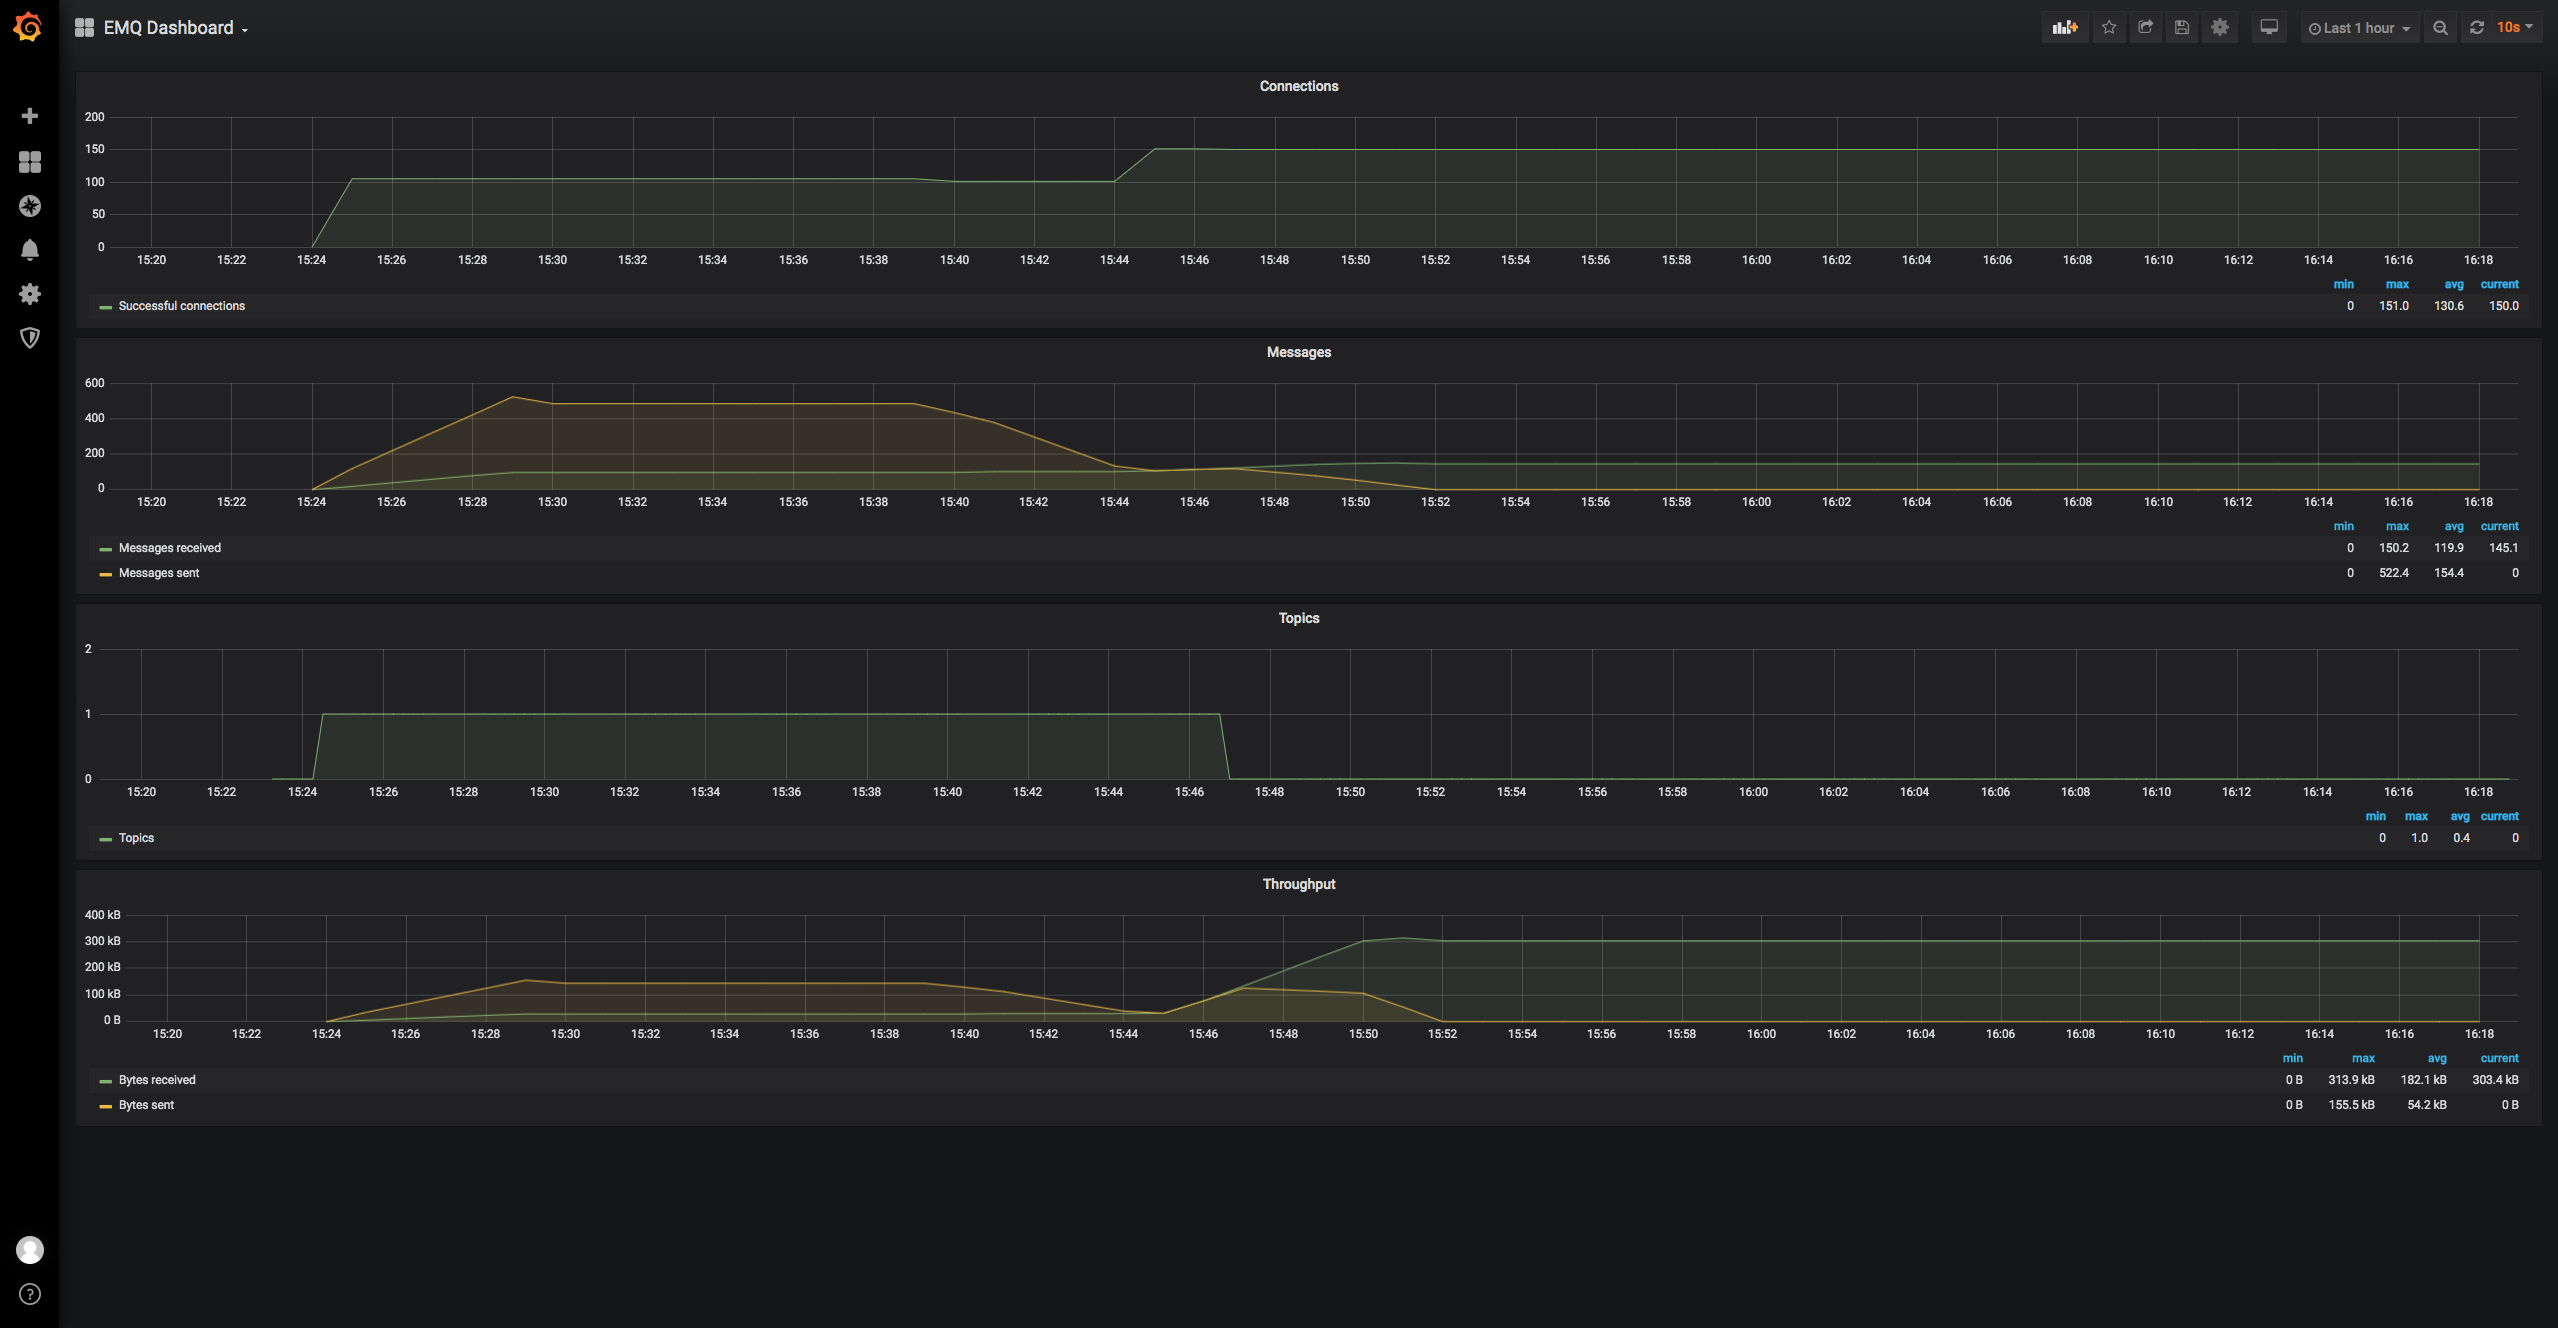 EMQ Dashboard
Last 1 hour 10s
Connections
200
150
100
50
0
15:20 15:22 15:24 15:26 15:28 15:30 15:32 15:34 15:36 15:38 15:40 15:42 15:44 15:46 15:48 15:50 15:52 15:54 15:56 15:58 16:00 16:02 16:04 16:06 16:08 16:10 16:12 16:14 16:16 16:18
min max avg current
Successful connections 0 151.0 130.6 150.0
Messages
600
400
200
0
15:20 15:22 15:24 15:26 15:28 15:30 15:32 15:34 15:36 15:38 15:40 15:42 15:44 15:46 15:48 15:50 15:52 15:54 15:56 15:58 16:00 16:02 16:04 16:06 16:08 16:10 16:12 16:14 16:16 16:18
min max avg current
Messages received 0 150.2 119.9 145.1
Messages sent 0 522.4 154.4 0
Topics
2
1
0
15:20 15:22 15:24 15:26 15:28 15:30 15:32 15:34 15:36 15:38 15:40 15:42 15:44 15:46 15:48 15:50 15:52 15:54 15:56 15:58 16:00 16:02 16:04 16:06 16:08 16:10 16:12 16:14 16:16 16:18
min max avg current
Topics 0 1.0 0.4 0
Throughput
400 kB
300 kB
200 kB
100 kB
0 B
15:20 15:22 15:24 15:26 15:28 15:30 15:32 15:34 15:36 15:38 15:40 15:42 15:44 15:46 15:48 15:50 15:52 15:54 15:56 15:58 16:00 16:02 16:04 16:06 16:08 16:10 16:12 16:14 16:16 16:18
min max avg current
Bytes received 0 B 313.9 kB 182.1 kB 303.4 kB
Bytes sent 0 B 155.5 kB 54.2 kB 0 B